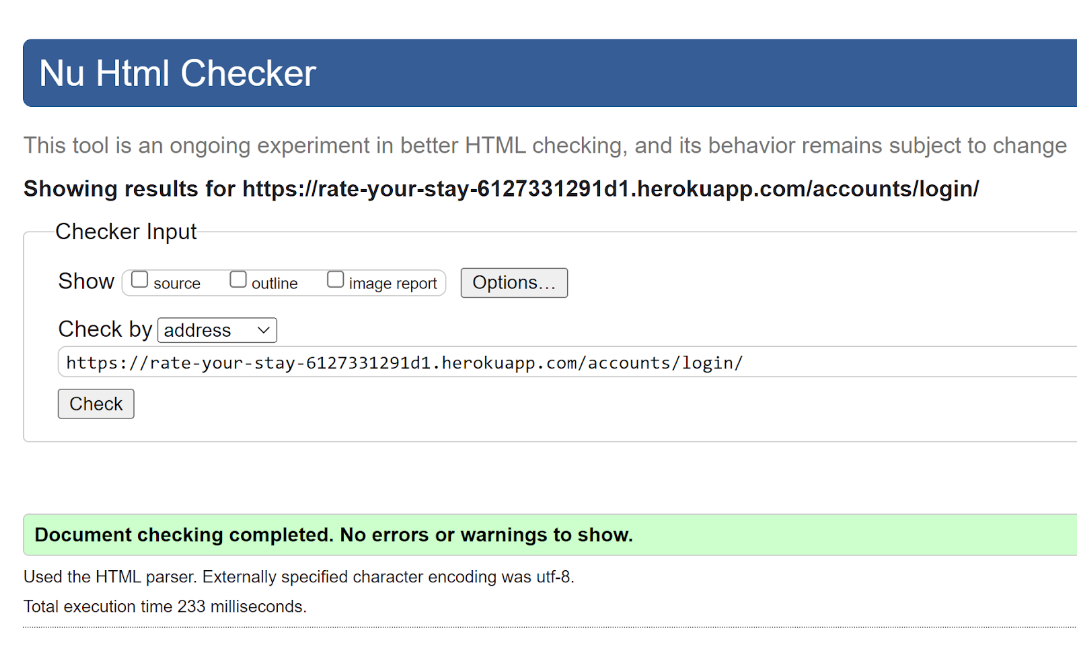 Nu Html Checker
This tool is an ongoing experiment in better HTML checking, and its behavior remains subject to change
Showing results for https://rate-your-stay-6127331291d1.herokuapp.com/accounts/login/
Checker Input
Show source outline image report Options...
Check by address
https://rate-your-stay-6127331291d1.herokuapp.com/accounts/login/
Check
Document checking completed. No errors or warnings to show.
Used the HTML parser. Externally specified character encoding was utf-8.
Total execution time 233 milliseconds.